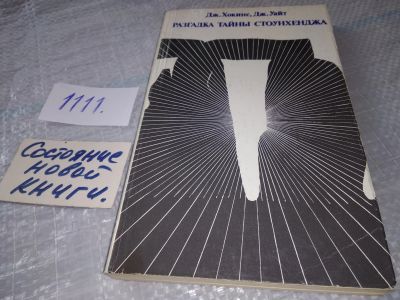 Дж. Хокинс, Дж. Уайт
РАЗГАДКА ТАЙНЫ СТОУНХЕНДЖА
1111.
Состояние
новой
книги.